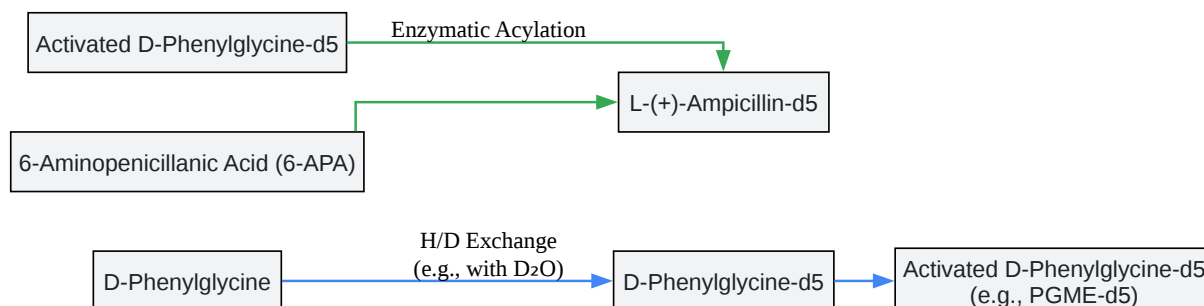 Activated D-Phenylglycine-d5
Enzymatic Acylation
L-(+)-Ampicillin-d5
6-Aminopenicillanic Acid (6-APA)
D-Phenylglycine
H/D Exchange
(e.g., with D₂O)
D-Phenylglycine-d5
Activated D-Phenylglycine-d5
(e.g., PGME-d5)